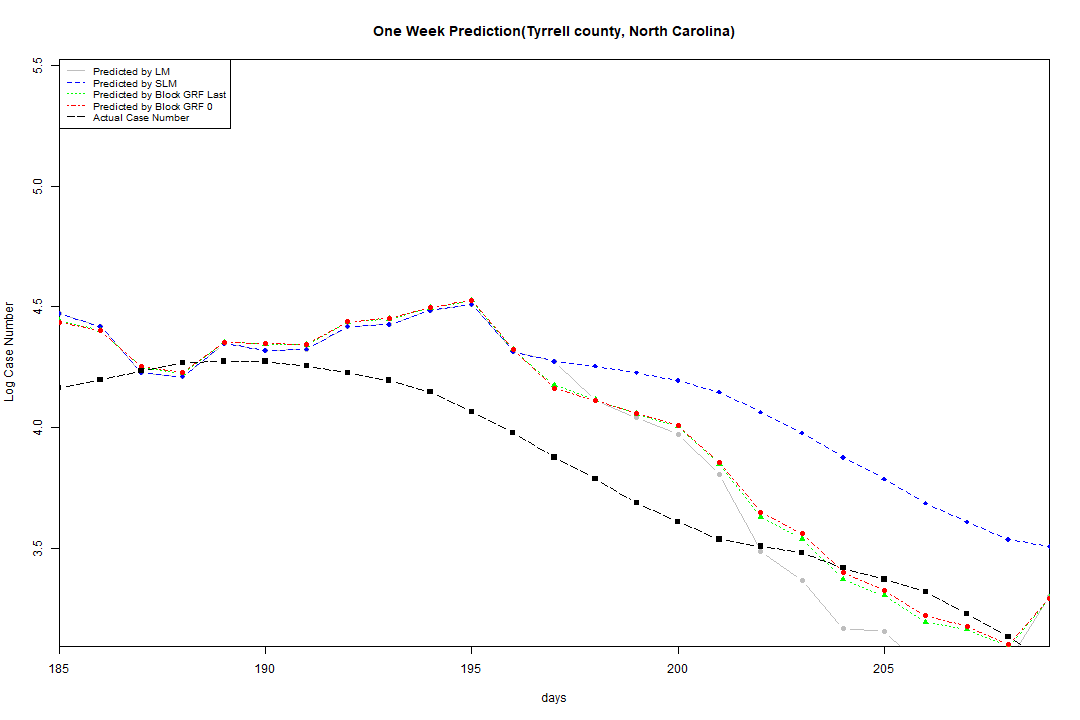 One Week Prediction(Tyrrell county, North Carolina)
Predicted by LM
Predicted by SLM
Predicted by Block GRF Last
Predicted by Block GRF 0
Actual Case Number
5.5
5.0
4.5
4.0
3.5
Log Case Number
185 190 195 200 205
days